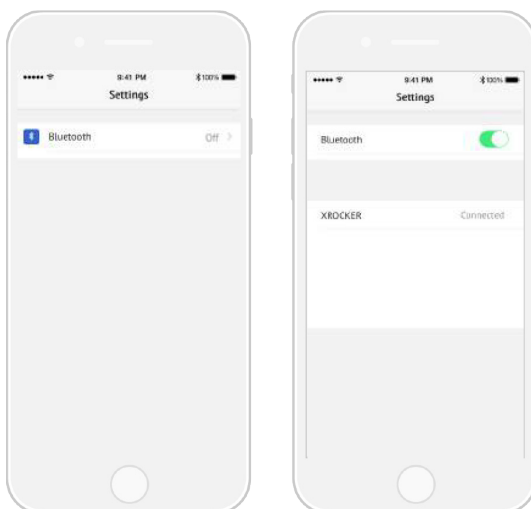 9:41 PM
100%
Settings
Bluetooth
Off
9:41 PM
100%
Settings
Bluetooth
XROCKER
Connected